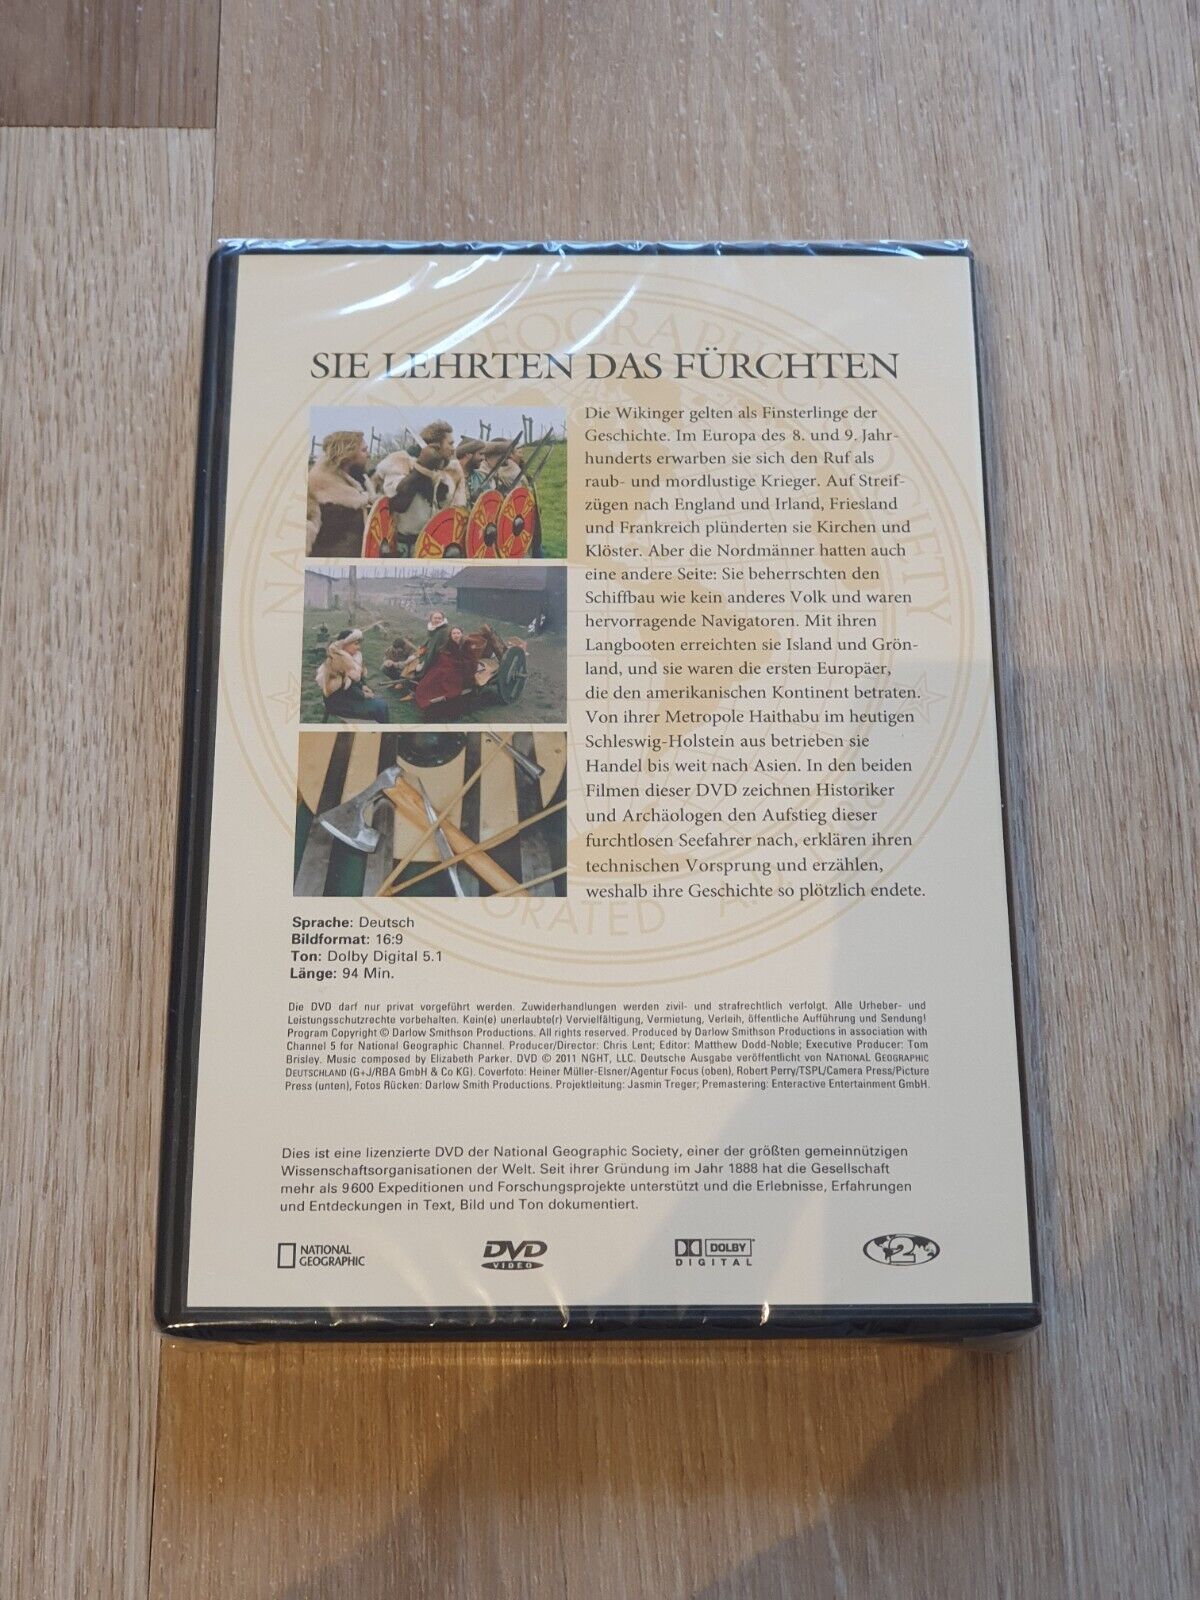 SIE LEHRTEN DAS FÜRCHTEN
Die Wikinger gelten als Finsterlinge der
Geschichte. Im Europa des 8. und 9. Jahr-
hunderts erwarben sie sich den Ruf als
raub- und mordlustige Krieger. Auf Streif-
zügen nach England und Irland, Friesland
und Frankreich plünderten sie Kirchen und
Klöster. Aber die Nordmänner hatten auch
eine andere Seite: Sie beherrschten den
Schiffbau wie kein anderes Volk und waren
hervorragende Navigatoren. Mit ihren
Langbooten erreichten sie Island und Grön-
land, und sie waren die ersten Europäer,
die den amerikanischen Kontinent betraten.
Von ihrer Metropole Haithabu im heutigen
Schleswig-Holstein aus betrieben sie
Handel bis weit nach Asien. In den beiden
Filmen dieser DVD zeichnen Historiker
und Archäologen den Aufstieg dieser
furchtlosen Seefahrer nach, erklären ihren
technischen Vorsprung und erzählen,
weshalb ihre Geschichte so plötzlich endete.
Sprache: Deutsch
Bildformat: 16:9
Ton: Dolby Digital 5.1
Länge: 94 Min.
Die DVD darf nur privat vorgeführt werden. Zuwiderhandlungen werden zivil- und strafrechtlich verfolgt. Alle Urheber- und
Leistungsschutzrechte vorbehalten. Kein(e) unerlaubte(r) Vervielfältigung, Vermietung, Verleih, öffentliche Aufführung und Sendung!
Program Copyright © Darlow Smithson Productions. All rights reserved. Produced by Darlow Smithson Productions in association with
Channel 5 for National Geographic Channel. Producer/Director: Chris Lent; Editor: Matthew Dodd-Noble; Executive Producer: Tom
Brisley. Music composed by Elizabeth Parker. DVD © 2011 NGHT, LLC. Deutsche Ausgabe veröffentlicht von NATIONAL GEOGRAPHIC
DEUTSCHLAND (G+J/RBA GmbH & Co KG). Coverfoto: Heiner Müller-Elsner/Agentur Focus (oben), Robert Perry/TSPL/Camera Press/Picture
Press (unten), Fotos Rücken: Darlow Smith Productions. Projektleitung: Jasmin Treger; Premastering: Enteractive Entertainment GmbH.
Dies ist eine lizenzierte DVD der National Geographic Society, einer der größten gemeinnützigen
Wissenschaftsorganisationen der Welt. Seit ihrer Gründung im Jahr 1888 hat die Gesellschaft
mehr als 9600 Expeditionen und Forschungsprojekte unterstützt und die Erlebnisse, Erfahrungen
und Entdeckungen in Text, Bild und Ton dokumentiert.
NATIONAL
GEOGRAPHIC
DVD
VIDEO
DOLBY
DIGITAL
2